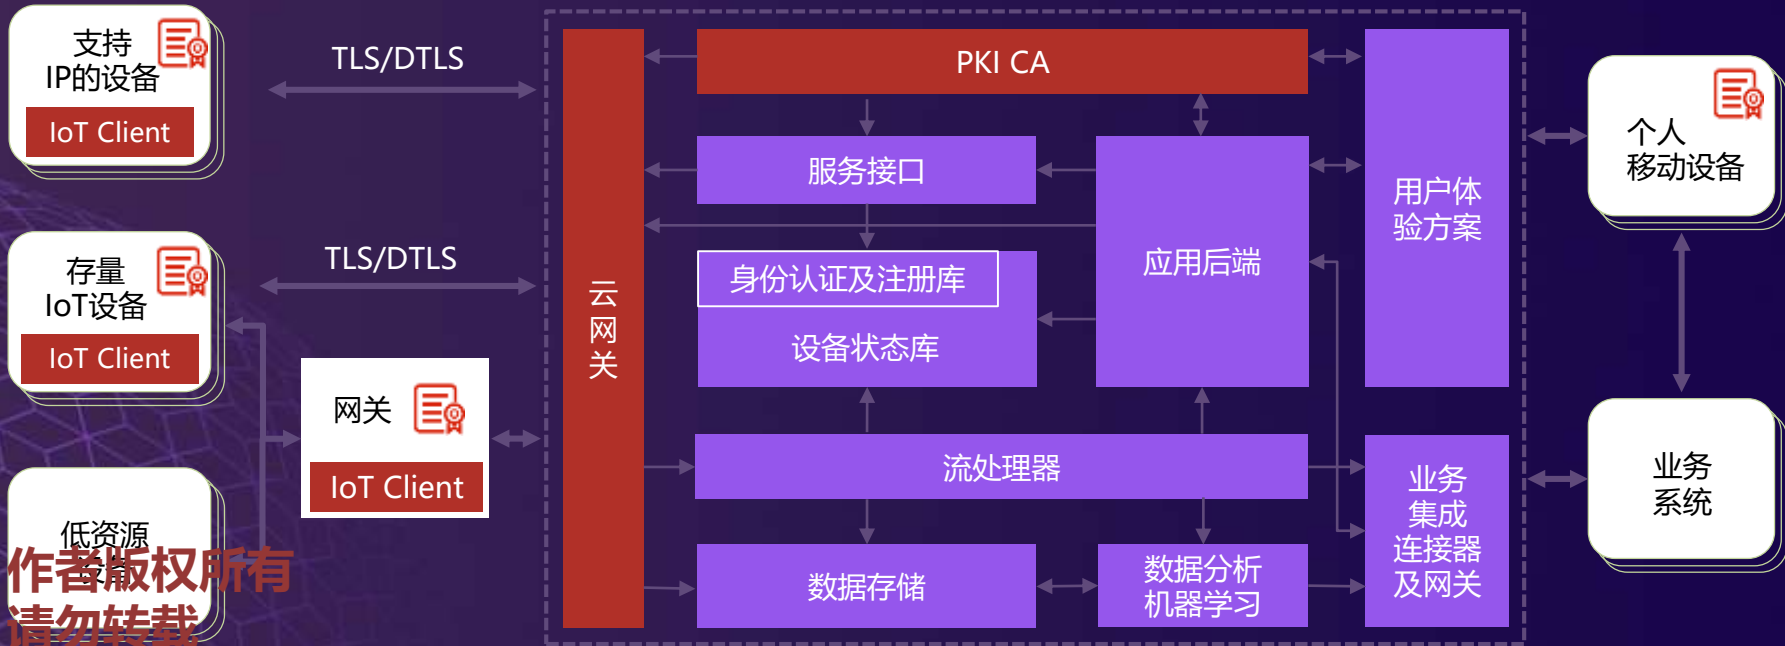 支持
IP的设备
IoT Client
TLS/DTLS
存量
IoT设备
IoT Client
TLS/DTLS
低资源
设备
网关
IoT Client
云
网
关
PKI CA
服务接口
身份认证及注册库
设备状态库
应用后端
流处理器
数据存储
数据分析
机器学习
用户体
验方案
业务
集成
连接器
及网关
个人
移动设备
业务
系统
作者版权所有
请勿转载